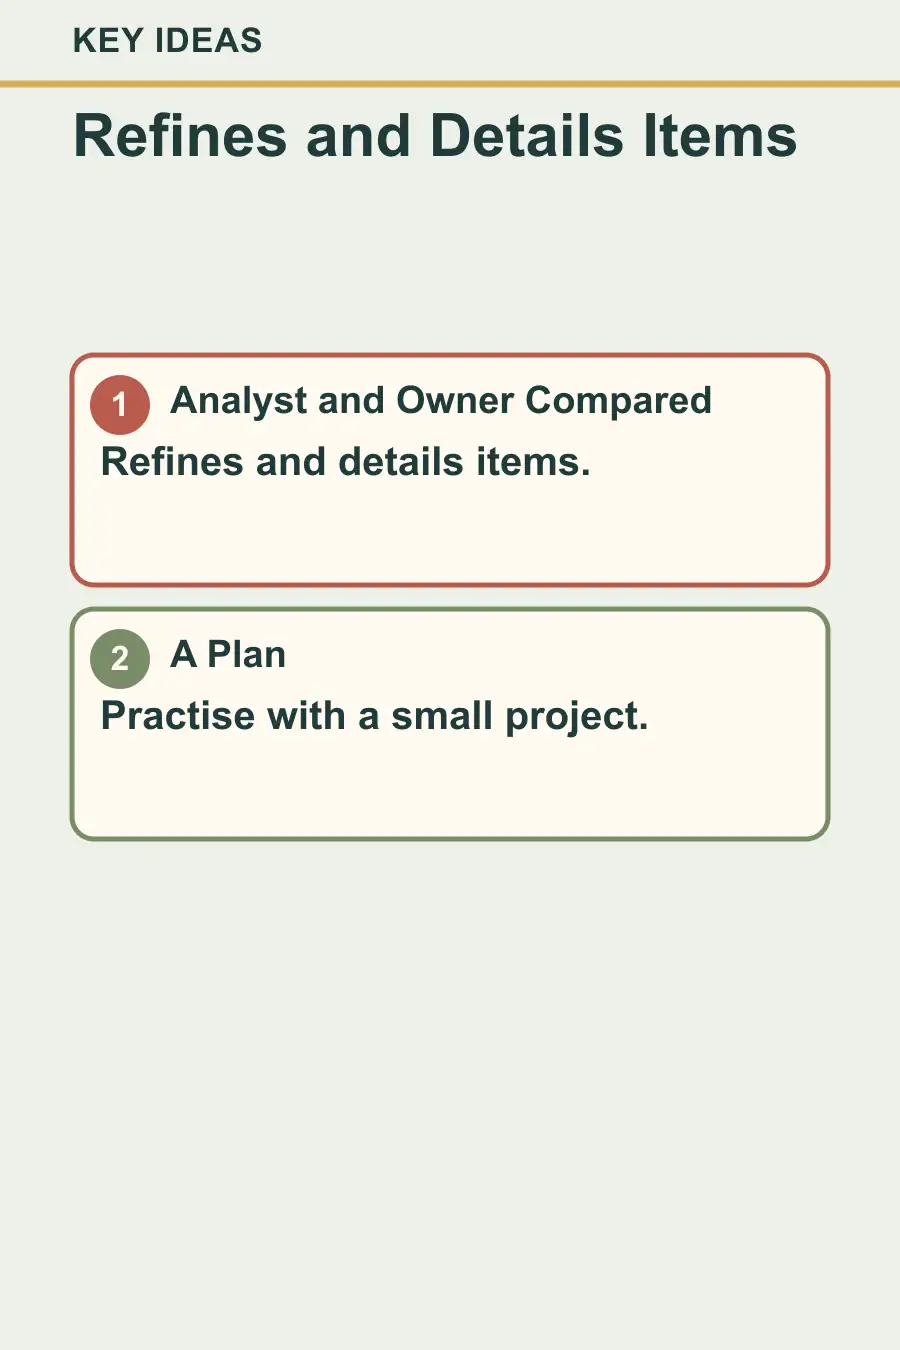 KEY IDEAS
Refines and Details Items
1 Analyst and Owner Compared
Refines and details items.
2 A Plan
Practise with a small project.